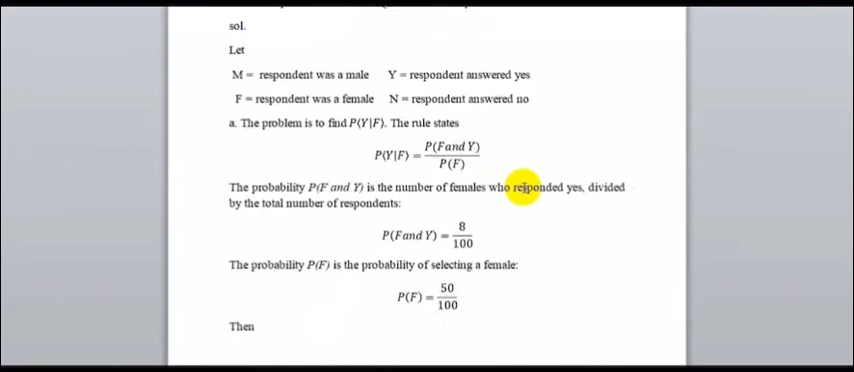 sol.
Let
M = respondent was a male Y = respondent answered yes
F = respondent was a female N = respondent answered no
a. The problem is to find P(Y|F). The rule states
P(Y|F) = P(F and Y) / P(F)
The probability P(F and Y) is the number of females who responded yes, divided
by the total number of respondents:
P(F and Y) = 8 / 100
The probability P(F) is the probability of selecting a female:
P(F) = 50 / 100
Then